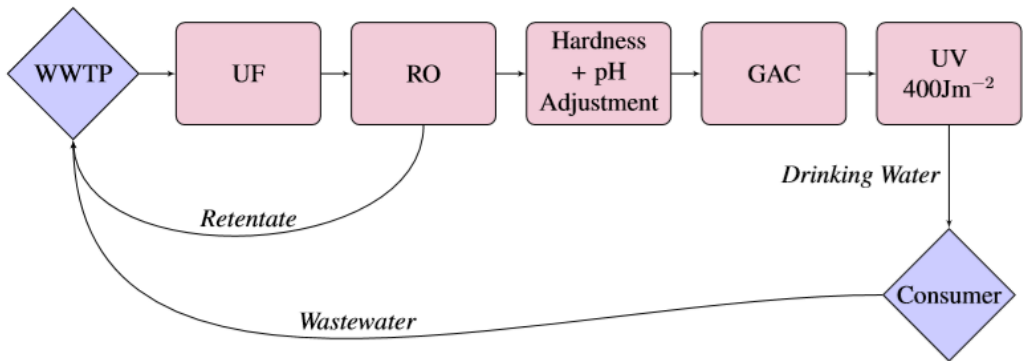 WWTP
UF
RO
Hardness
+ pH
Adjustment
GAC
UV
400Jm⁻²
Drinking Water
Retentate
Consumer
Wastewater